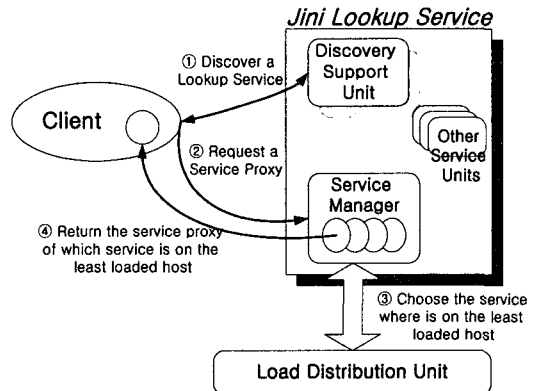 Jini Lookup Service
① Discover a
Lookup Service
Discovery
Support
Unit
Client
Other
Service
Units
② Request a
Service Proxy
Service
Manager
④ Return the service proxy
of which service is on the
least loaded host
③ Choose the service
where is on the least
loaded host
Load Distribution Unit